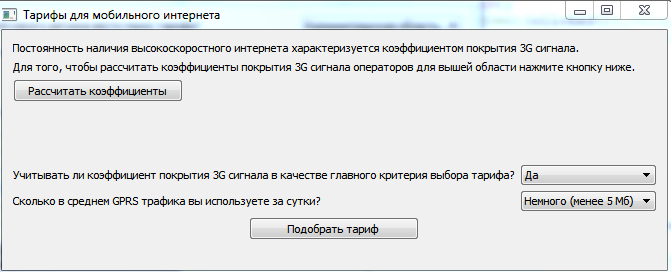 Тарифы для мобильного интернета
Постоянность наличия высокоскоростного интернета характеризуется коэффициентом покрытия 3G сигнала.
Для того, чтобы рассчитать коэффициенты покрытия 3G сигнала операторов для вышей области нажмите кнопку ниже.
Рассчитать коэффициенты
Учитывать ли коэффициент покрытия 3G сигнала в качестве главного критерия выбора тарифа? Да
Сколько в среднем GPRS трафика вы используете за сутки? Немного (менее 5 Мб)
Подобрать тариф